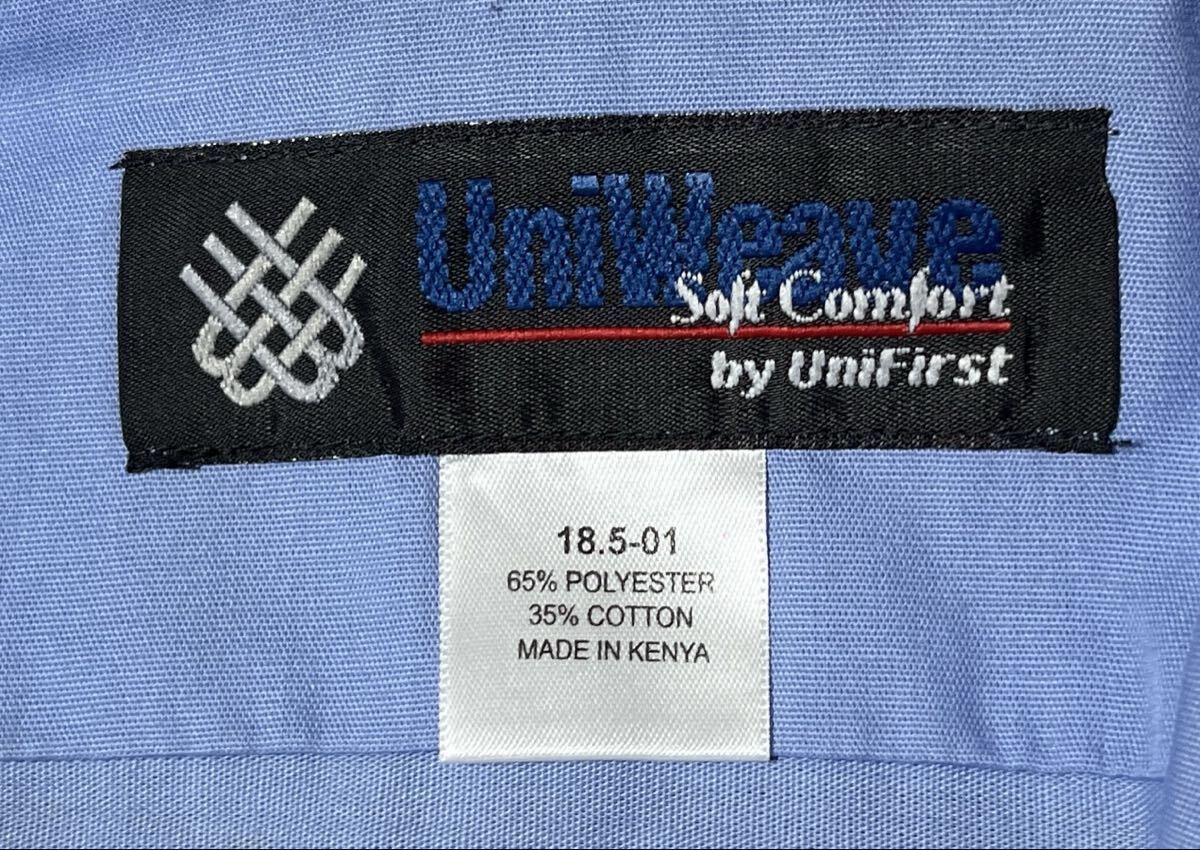 UniWeave
Soft Comfort
by UniFirst
18.5-01
65% POLYESTER
35% COTTON
MADE IN KENYA